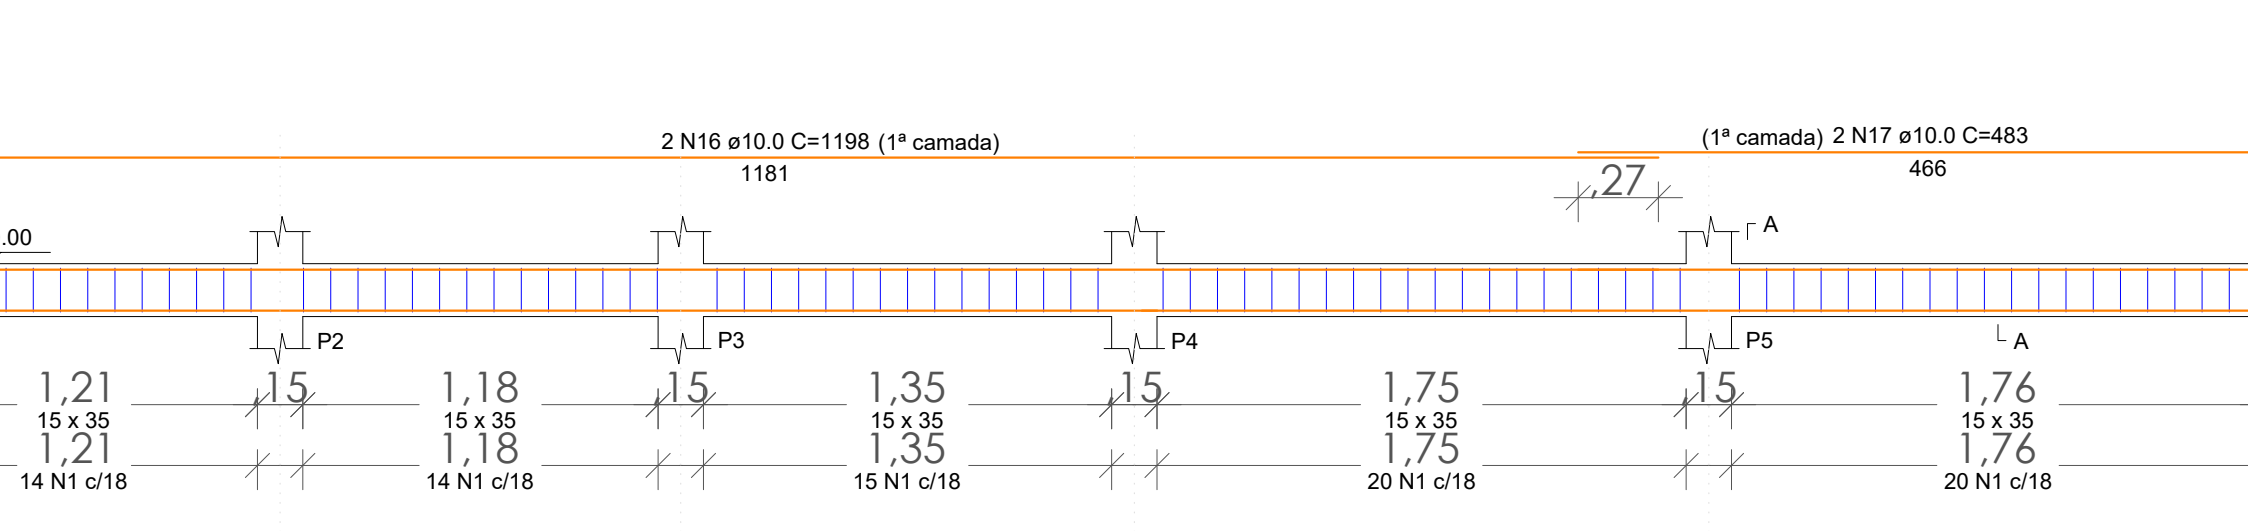 2 N16 ø10.0 C=1198 (1ª camada)
(1ª camada) 2 N17 ø10.0 C=483
1181
466
,27
A
.00
P2
P3
P4
P5
A
1,21
,15
1,18
,15
1,35
,15
1,75
,15
1,76
15 x 35
15 x 35
15 x 35
15 x 35
15 x 35
1,21
1,18
1,35
1,75
1,76
14 N1 c/18
14 N1 c/18
15 N1 c/18
20 N1 c/18
20 N1 c/18